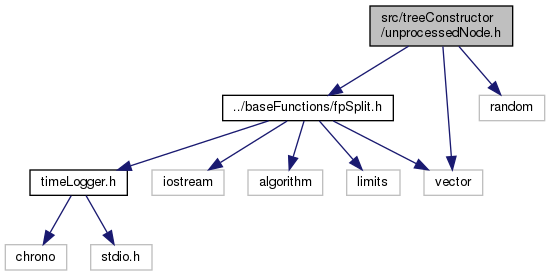 src/treeConstructor
/unprocessedNode.h
../baseFunctions/fpSplit.h
random
timeLogger.h
iostream
algorithm
limits
vector
chrono
stdio.h